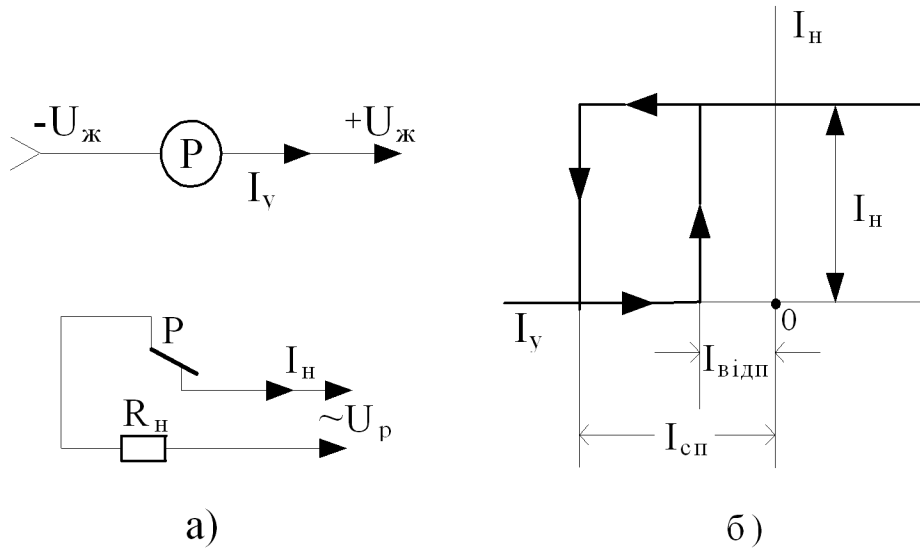 -Uж
P
+Uж
Iу
P
Iн
Rн
~Uр
а)
Iн
Iн
Iу
0
Iвідп
Iсп
б)